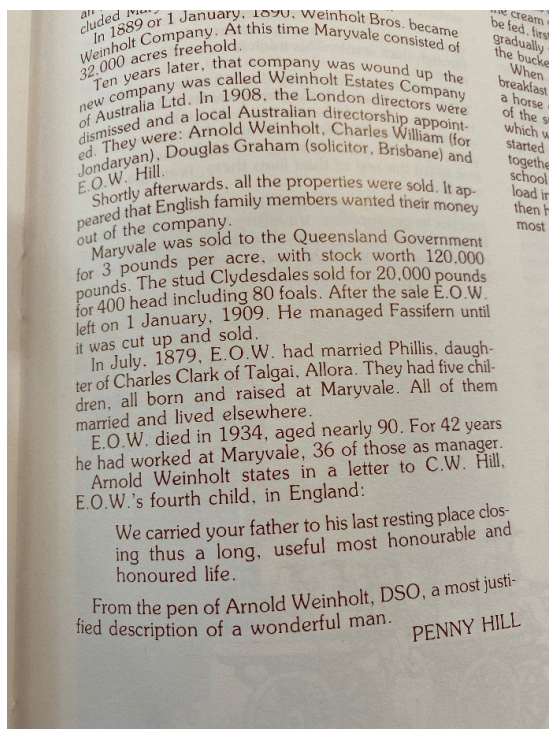 cluded Mary
In 1889 or 1 January, 1890, Weinholt Bros. became
Weinholt Company. At this time Maryvale consisted of
32,000 acres freehold.
Ten years later, that company was wound up the
new company was called Weinholt Estates Company
of Australia Ltd. In 1908, the London directors were
dismissed and a local Australian directorship appoint-
ed. They were: Arnold Weinholt, Charles William (for
Jondaryan), Douglas Graham (solicitor, Brisbane) and
E.O.W. Hill.
Shortly afterwards, all the properties were sold. It ap-
peared that English family members wanted their money
out of the company.
Maryvale was sold to the Queensland Government
for 3 pounds per acre, with stock worth 120,000
pounds. The stud Clydesdales sold for 20,000 pounds
for 400 head including 80 foals. After the sale E.O.W.
left on 1 January, 1909. He managed Fassifern until
it was cut up and sold.
In July, 1879, E.O.W. had married Phillis, daugh-
ter of Charles Clark of Talgai, Allora. They had five chil-
dren, all born and raised at Maryvale. All of them
married and lived elsewhere.
E.O.W. died in 1934, aged nearly 90. For 42 years
he had worked at Maryvale, 36 of those as manager.
Arnold Weinholt states in a letter to C.W. Hill,
E.O.W.'s fourth child, in England:
We carried your father to his last resting place clos-
ing thus a long, useful most honourable and
honoured life.
From the pen of Arnold Weinholt, DSO, a most justi-
fied description of a wonderful man.
PENNY HILL
the cream
be fed, first
gradually
the bucke
When
breakfast
a horse
of the s
which w
started
togethe
school
load in
then h
most